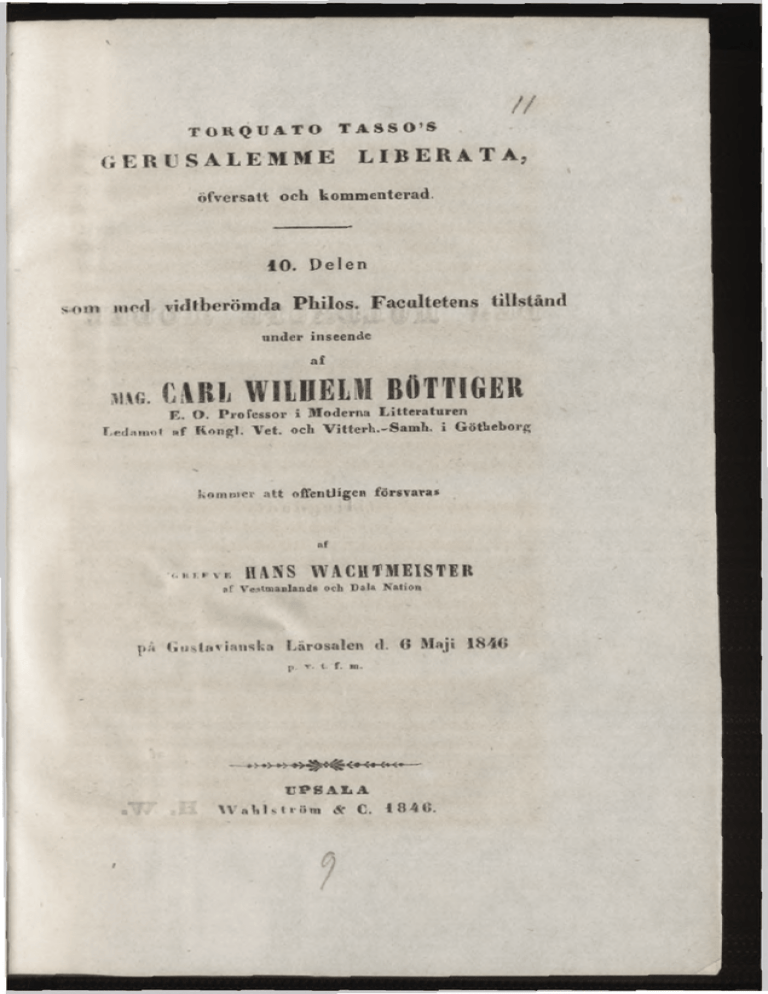 11
TORQUATO TASSO'S
GERUSALEMME LIBERATA,
öfversatt och kommenterad.
10. Delen
som med vidtberömda Philos. Facultetens tillstånd
under inseende
af
MAG. CARL WILHELM BÖTTIGER
E. O. Professor i Moderna Litteraturen
Ledamot af Kongl. Vet. och Vitterh.-Samh. i Götheborg
kommer att offentligen försvaras
af
GREFVE HANS WACHTMEISTER
af Vestmanlands och Dala Nation
på Gustavianska Lärosalen d. 6 Maji 1846
p. v. t. f. m.
UPSALA
Wahlström & C. 1846.
9